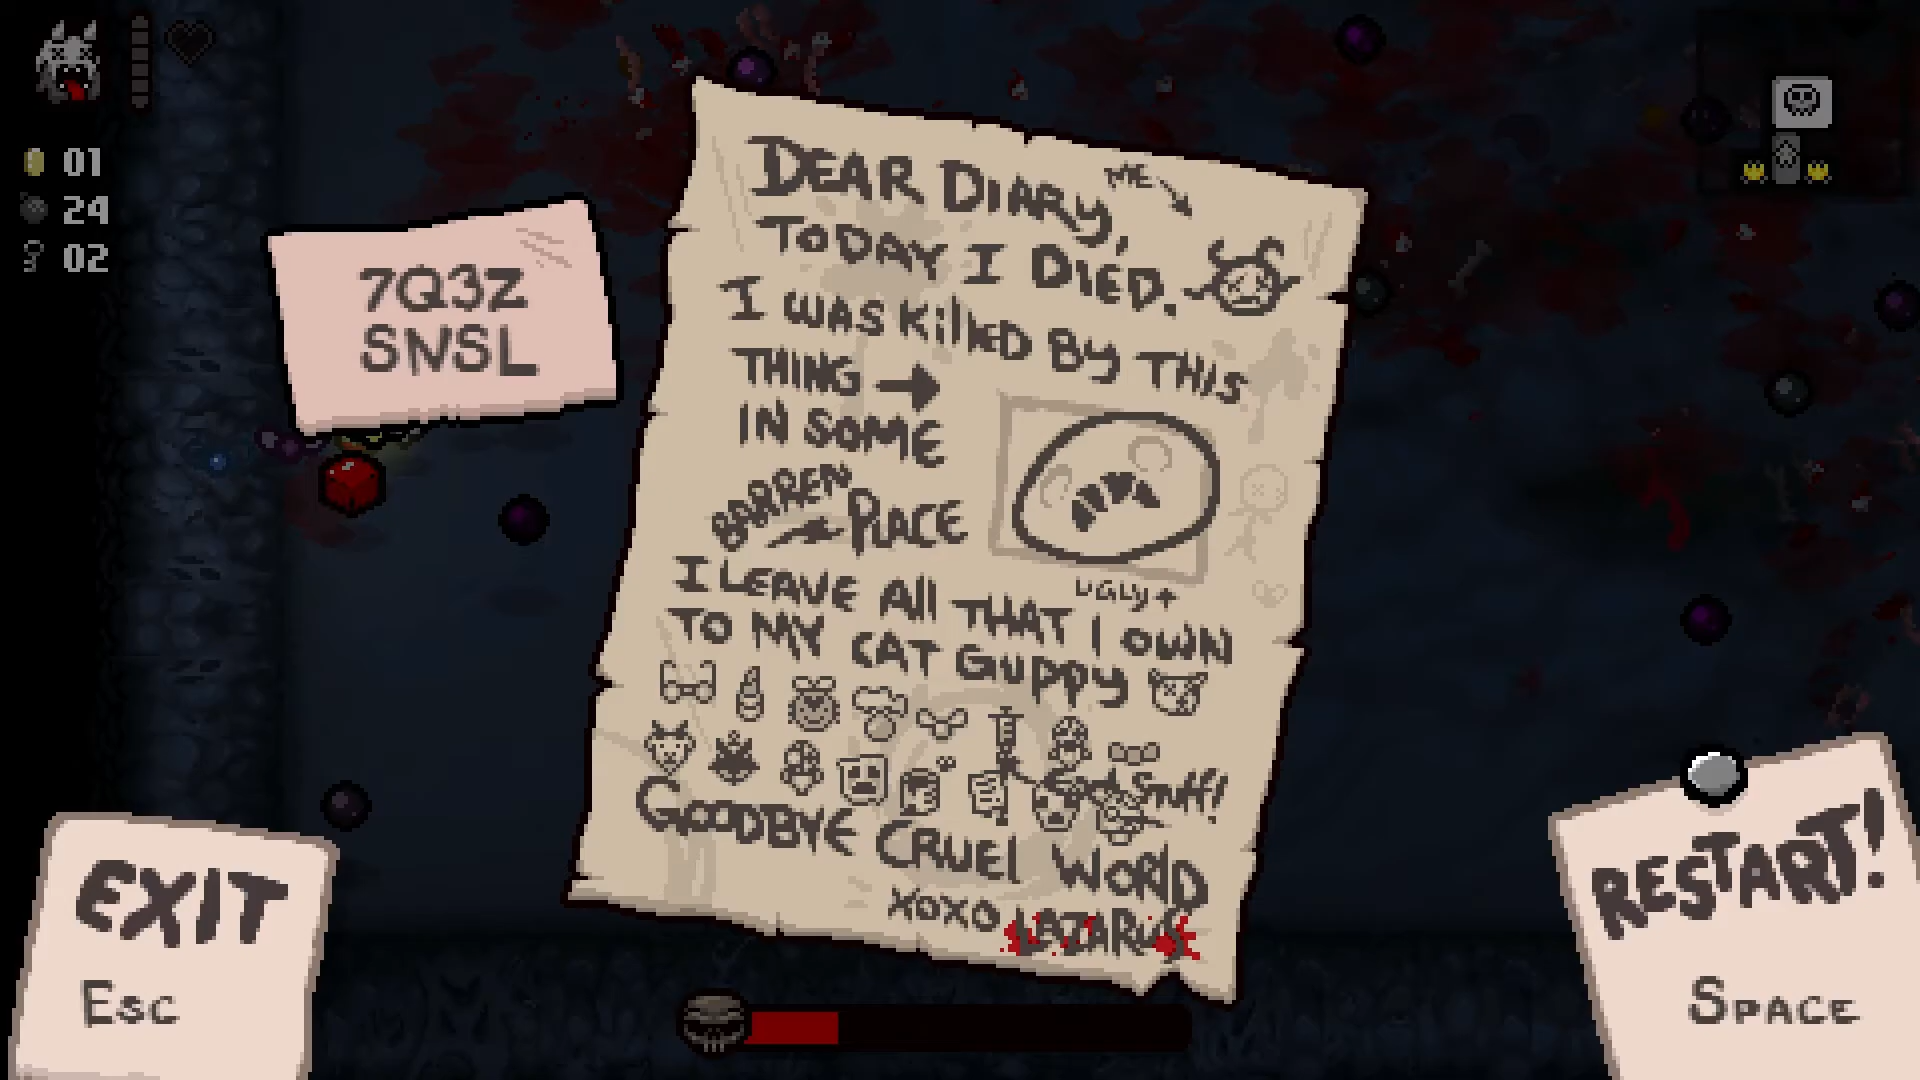 01
24
02
7Q3Z
SNSL
DEAR DIARY,
ME
TODAY I DIED.
I WAS KillED BY THIS
THING
IN SOME
BARREN
PLACE
UGLY
I LEAVE All THAT I OWN
TO MY CAT GUPPY
Good Stuff!
GOODBYE CRUEl WORlD
XOXO LAZARUS
EXIT
ESC
RESTART!
SPACE